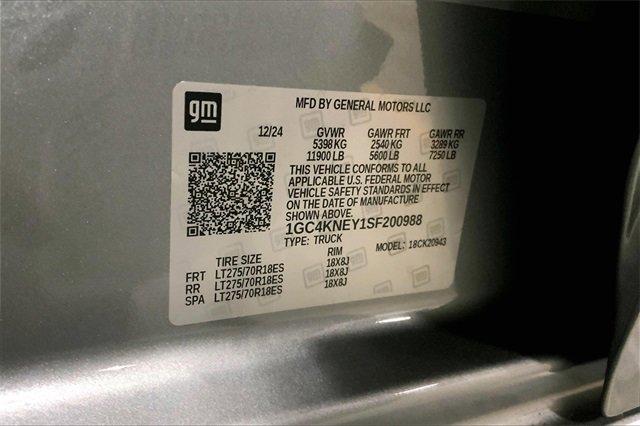 gm
MFD BY GENERAL MOTORS LLC
12/24 GVWR GAWR FRT GAWR RR
5398 KG 2540 KG 3289 KG
11900 LB 5600 LB 7250 LB
THIS VEHICLE CONFORMS TO ALL
APPLICABLE U.S. FEDERAL MOTOR
VEHICLE SAFETY STANDARDS IN EFFECT
ON THE DATE OF MANUFACTURE
SHOWN ABOVE.
1GC4KNEY1SF200988
TYPE: TRUCK MODEL: 18CK20943
TIRE SIZE RIM
FRT LT275/70R18ES 18X8J
RR LT275/70R18ES 18X8J
SPA LT275/70R18ES 18X8J